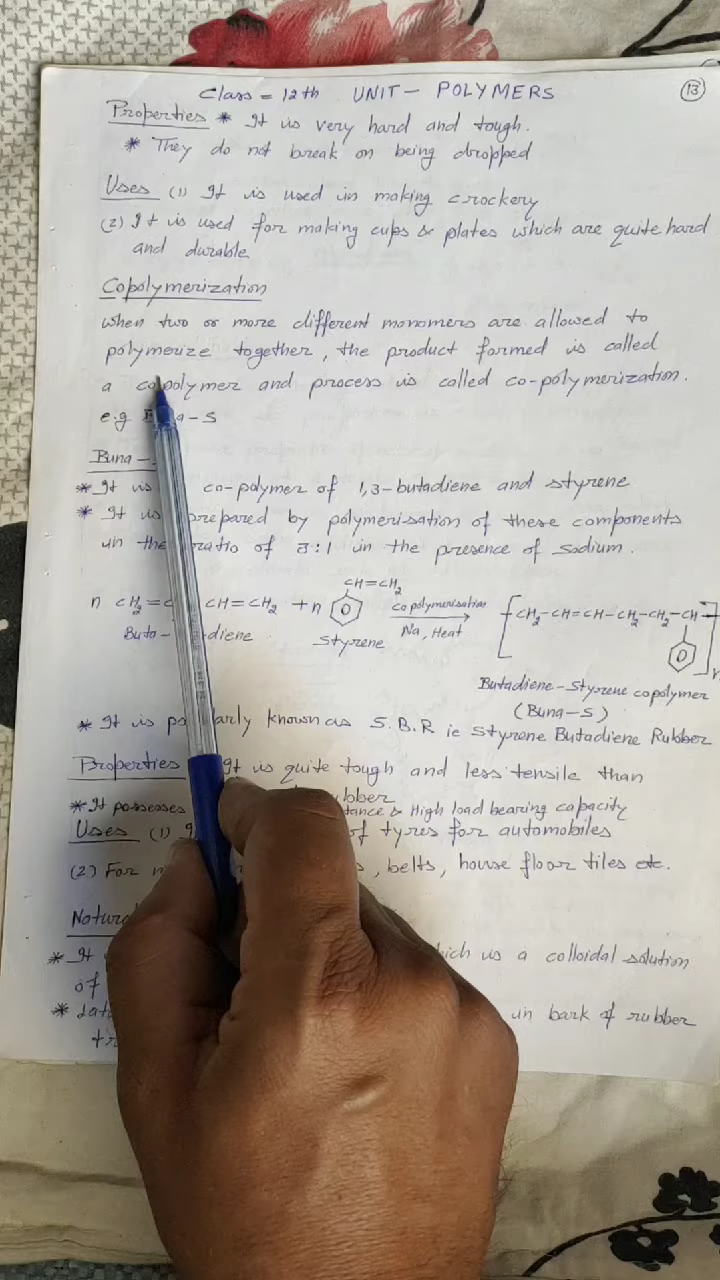 Class = 12th UNIT - POLYMERS
13
Properties * It is very hard and tough.
* They do not break on being dropped
Uses (1) It is used in making crockery
(2) It is used for making cups & plates which are quite hard
and durable
Copolymerization
When two or more different monomers are allowed to
polymerize together, the product formed is called
a copolymer and process is called co-polymerization.
e.g a-S
Buna-
* It is co-polymer of 1,3-butadiene and styrene
* It is prepared by polymerisation of these components
in the ratio of 3:1 in the presence of sodium.
CH=CH2
n CH2=C CH=CH2 + n Copolymerisation [CH2-CH=CH-CH2-CH2-CH]n
Na, Heat
Buta- diene Styrene
Butadiene-Styrene copolymer
(Buna-S)
* It is po larly known as S.B.R ie Styrene Butadiene Rubber
Properties It is quite tough and less tensile than
bber
* It possesses tance & High load bearing capacity
Uses (1) of tyres for automobiles
(2) For m , belts, house floor tiles etc.
Natur
* It hich is a colloidal solution
of
* Lat in bark of rubber
tr